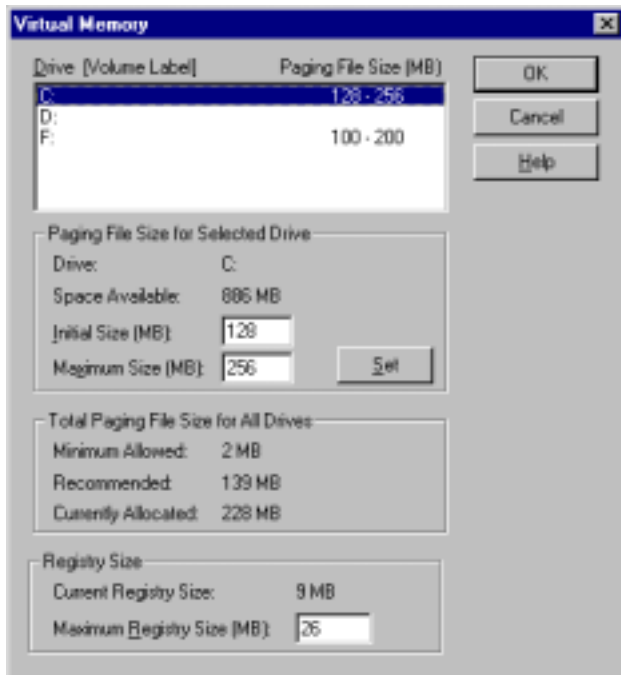 Virtual Memory
Drive [Volume Label] Paging File Size (MB)
C: 128 - 256
D:
F: 100 - 200
OK
Cancel
Help
Paging File Size for Selected Drive
Drive: C:
Space Available: 886 MB
Initial Size (MB): 128
Maximum Size (MB): 256
Set
Total Paging File Size for All Drives
Minimum Allowed: 2 MB
Recommended: 139 MB
Currently Allocated: 228 MB
Registry Size
Current Registry Size: 9 MB
Maximum Registry Size (MB): 26